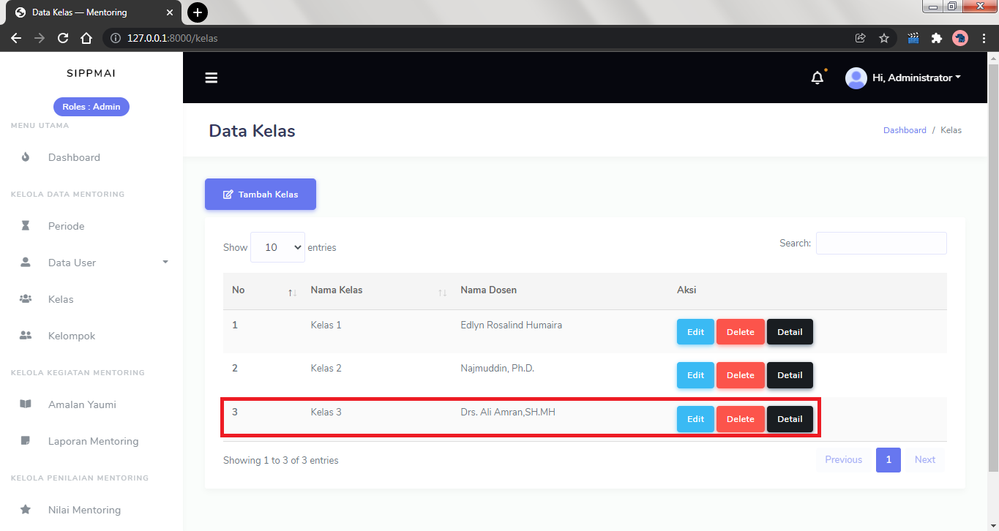 Data Kelas — Mentoring
127.0.0.1:8000/kelas
SIPPMAI
Roles : Admin
MENU UTAMA
Dashboard
KELOLA DATA MENTORING
Periode
Data User
Kelas
Kelompok
KELOLA KEGIATAN MENTORING
Amalan Yaumi
Laporan Mentoring
KELOLA PENILAIAN MENTORING
Nilai Mentoring
Hi, Administrator
Data Kelas
Dashboard / Kelas
Tambah Kelas
Show 10 entries
Search:
No Nama Kelas Nama Dosen Aksi
1 Kelas 1 Edlyn Rosalind Humaira Edit Delete Detail
2 Kelas 2 Najmuddin, Ph.D. Edit Delete Detail
3 Kelas 3 Drs. Ali Amran,SH.MH Edit Delete Detail
Showing 1 to 3 of 3 entries
Previous 1 Next